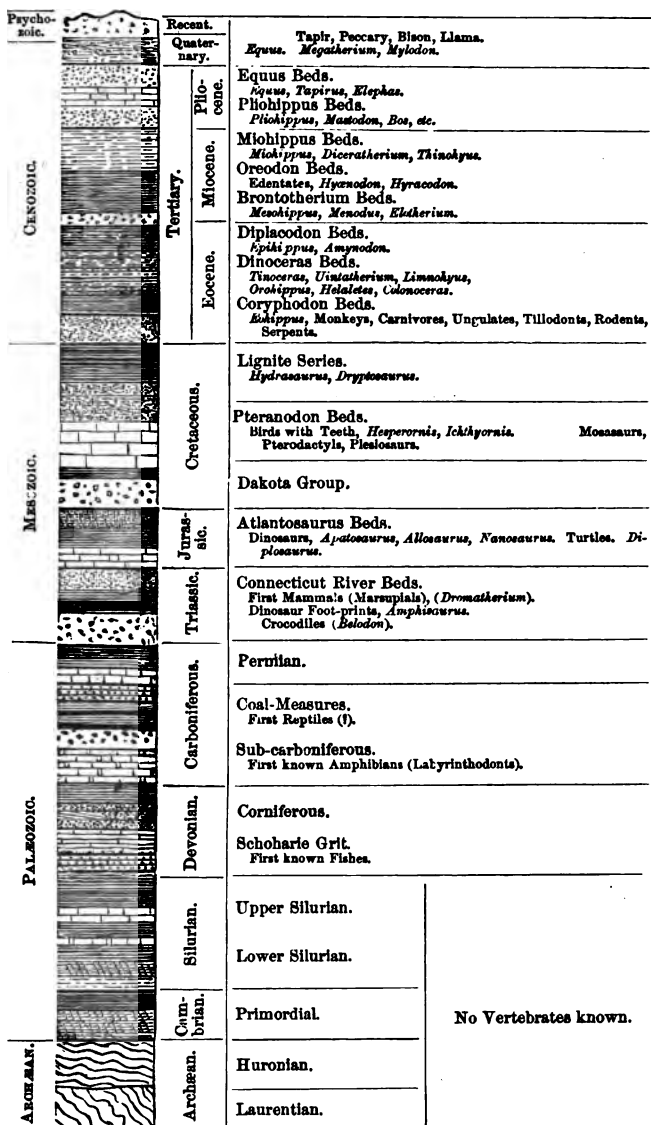 Psycho-
zoic.
Recent.
Quater-
nary.
Tapir, Peccary, Bison, Llama.
Equus. Megatherium, Mylodon.
CENOZOIC.
Tertiary.
Plio-
cene.
Equus Beds.
Equus, Tapirus, Elephas.
Pliohippus Beds.
Pliohippus, Mastodon, Bos, etc.
Miocene.
Miohippus Beds.
Miohippus, Diceratherium, Thinohyus.
Oreodon Beds.
Edentates, Hyænodon, Hyracodon.
Brontotherium Beds.
Mesohippus, Menodus, Elotherium.
Eocene.
Diplacodon Beds.
Epihippus, Amynodon.
Dinoceras Beds.
Tinoceras, Uintatherium, Limnohyus,
Orohippus, Helaletes, Colonoceras.
Coryphodon Beds.
Eohippus, Monkeys, Carnivores, Ungulates, Tillodonts, Rodents,
Serpents.
MESOZOIC.
Cretaceous.
Lignite Series.
Hydrosaurus, Dryptosaurus.
Pteranodon Beds.
Birds with Teeth, Hesperornis, Ichthyornis. Mosasaurs,
Pterodactyls, Plesiosaurs.
Dakota Group.
Juras-
sic.
Atlantosaurus Beds.
Dinosaurs, Apatosaurus, Allosaurus, Nanosaurus. Turtles. Di-
plosaurus.
Triassic.
Connecticut River Beds.
First Mammals (Marsupials), (Dromatherium).
Dinosaur Foot-prints, Amphisaurus.
Crocodiles (Belodon).
PALÆOZOIC.
Carboniferous.
Permian.
Coal-Measures.
First Reptiles (?).
Sub-carboniferous.
First known Amphibians (Labyrinthodonts).
Devonian.
Corniferous.
Schoharie Grit.
First known Fishes.
Silurian.
Upper Silurian.
Lower Silurian.
Cam-
brian.
Primordial.
No Vertebrates known.
ARCHÆAN.
Archæan.
Huronian.
Laurentian.